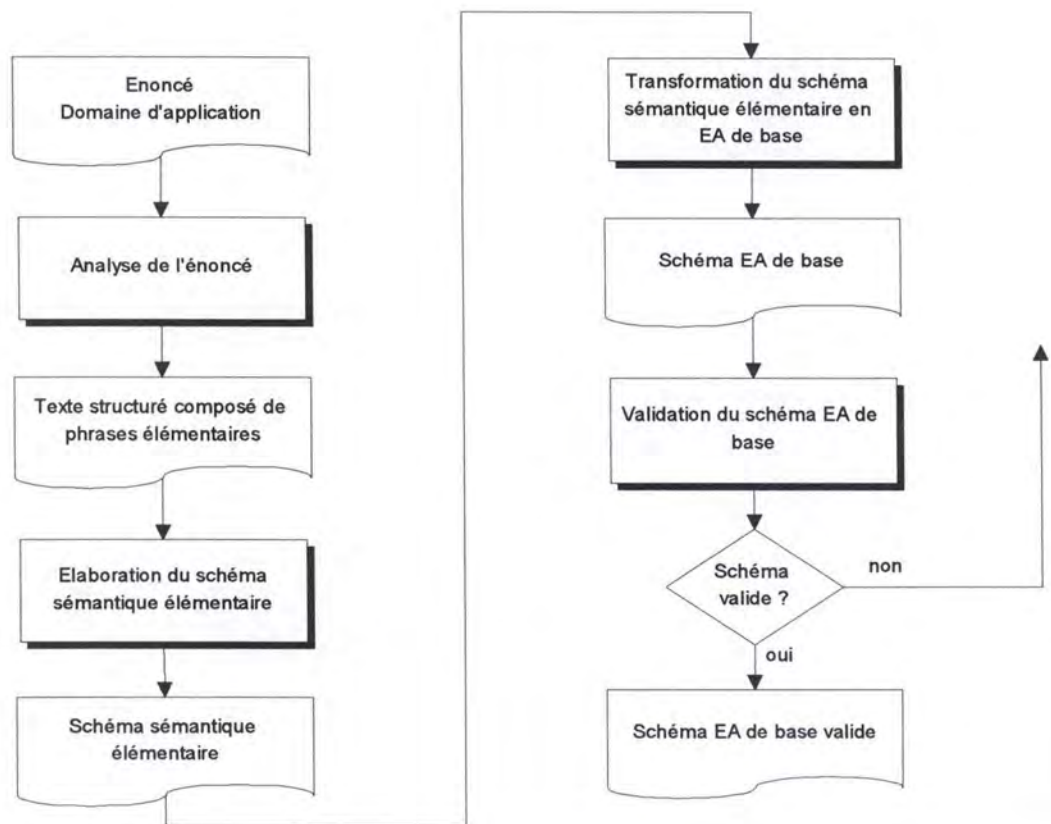 Enoncé
Domaine d'application
Analyse de l'énoncé
Texte structuré composé de
phrases élémentaires
Elaboration du schéma
sémantique élémentaire
Schéma sémantique
élémentaire
Transformation du schéma
sémantique élémentaire en
EA de base
Schéma EA de base
Validation du schéma EA de
base
Schéma
valide ?
non
oui
Schéma EA de base valide